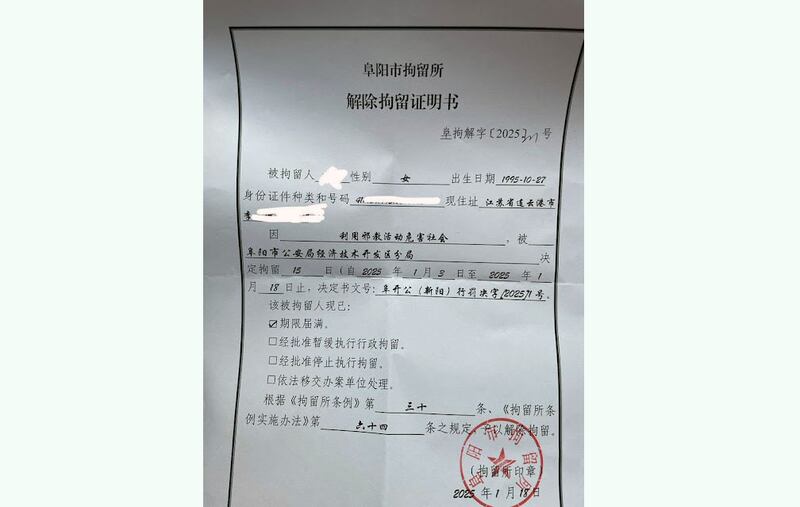 阜阳市拘留所
解除拘留证明书
阜拘解字〔2025〕 号
被拘留人 性别 女 出生日期 1995-10-27
身份证件种类和号码 现住址 江苏省连云港市
因 利用邪教活动危害社会 ,被
阜阳市公安局经济技术开发区分局 决
定拘留 15 日(自 2025 年 1 月 3 日至 2025 年 1
月 18 日止,决定书文号:阜开公(新阳)行罚决字[2025]1号。
该被拘留人现已:
☑期限届满。
□经批准暂缓执行行政拘留。
□经批准停止执行拘留。
□依法移交办案单位处理。
根据《拘留所条例》第 三十 条、《拘留所条
例实施办法》第 六十四 条之规定,予以解除拘留。
阜阳市拘留所
(拘留所印章)
2025 年 1 月 18 日